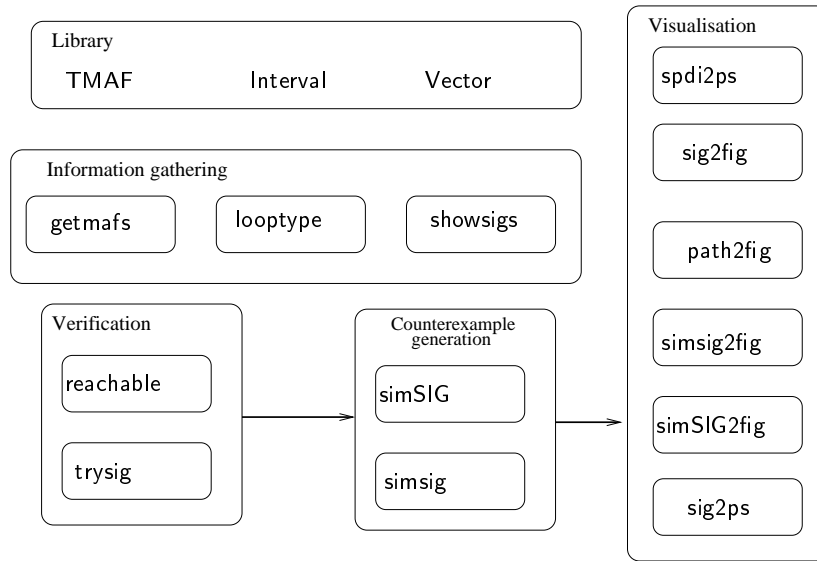 Library
TMAF Interval Vector
Information gathering
getmafs looptype showsigs
Verification
reachable
trysig
Counterexample
generation
simSIG
simsig
Visualisation
spdi2ps
sig2fig
path2fig
simsig2fig
simSIG2fig
sig2ps